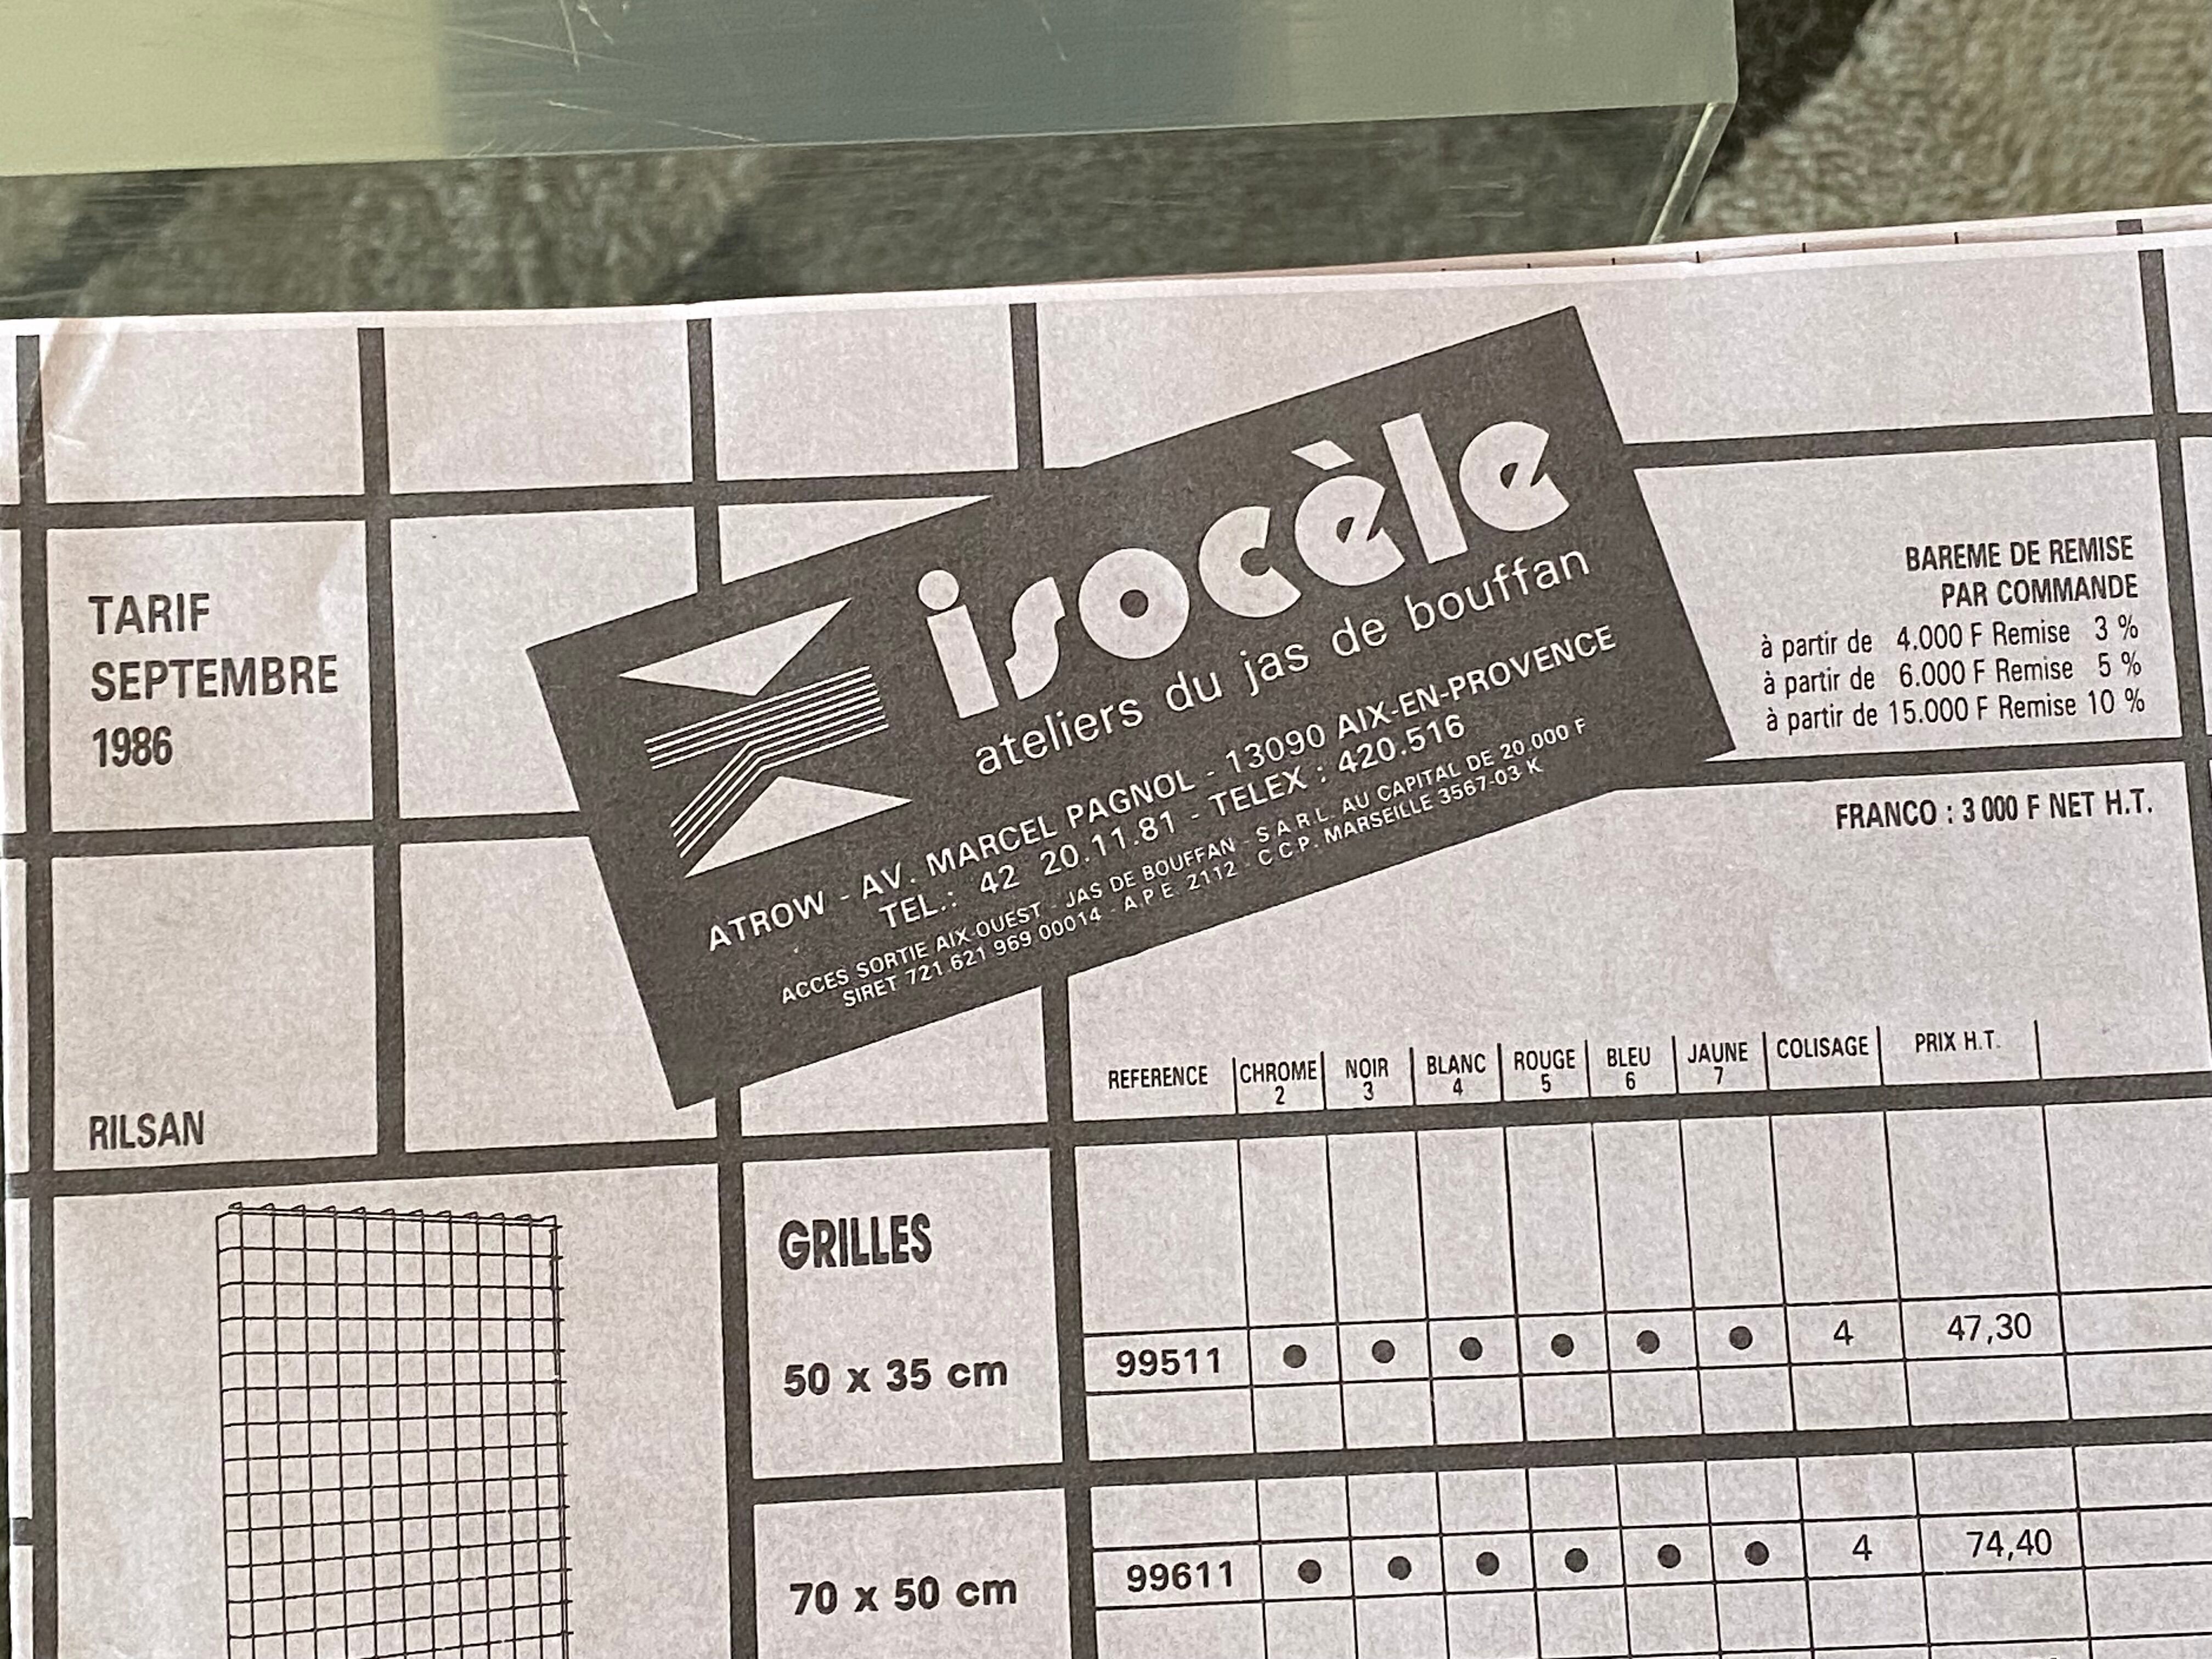 TARIF
SEPTEMBRE
1986
isocèle
ateliers du jas de bouffan
ATROW - AV. MARCEL PAGNOL - 13090 AIX-EN-PROVENCE
TEL.: 42 20.11.81 - TELEX : 420.516
ACCES SORTIE AIX-OUEST - JAS DE BOUFFAN - S A R L. AU CAPITAL DE 20.000 F
SIRET 721 621 969 00014 - A.P.E. 2112 - C C.P. MARSEILLE 3567-03 K
BAREME DE REMISE
PAR COMMANDE
à partir de 4.000 F Remise 3 %
à partir de 6.000 F Remise 5 %
à partir de 15.000 F Remise 10 %
FRANCO : 3 000 F NET H.T.
RILSAN
REFERENCE CHROME NOIR BLANC ROUGE BLEU JAUNE COLISAGE PRIX H.T.
2 3 4 5 6 7
GRILLES
50 x 35 cm 99511 ● ● ● ● ● ● 4 47,30
70 x 50 cm 99611 ● ● ● ● ● ● 4 74,40